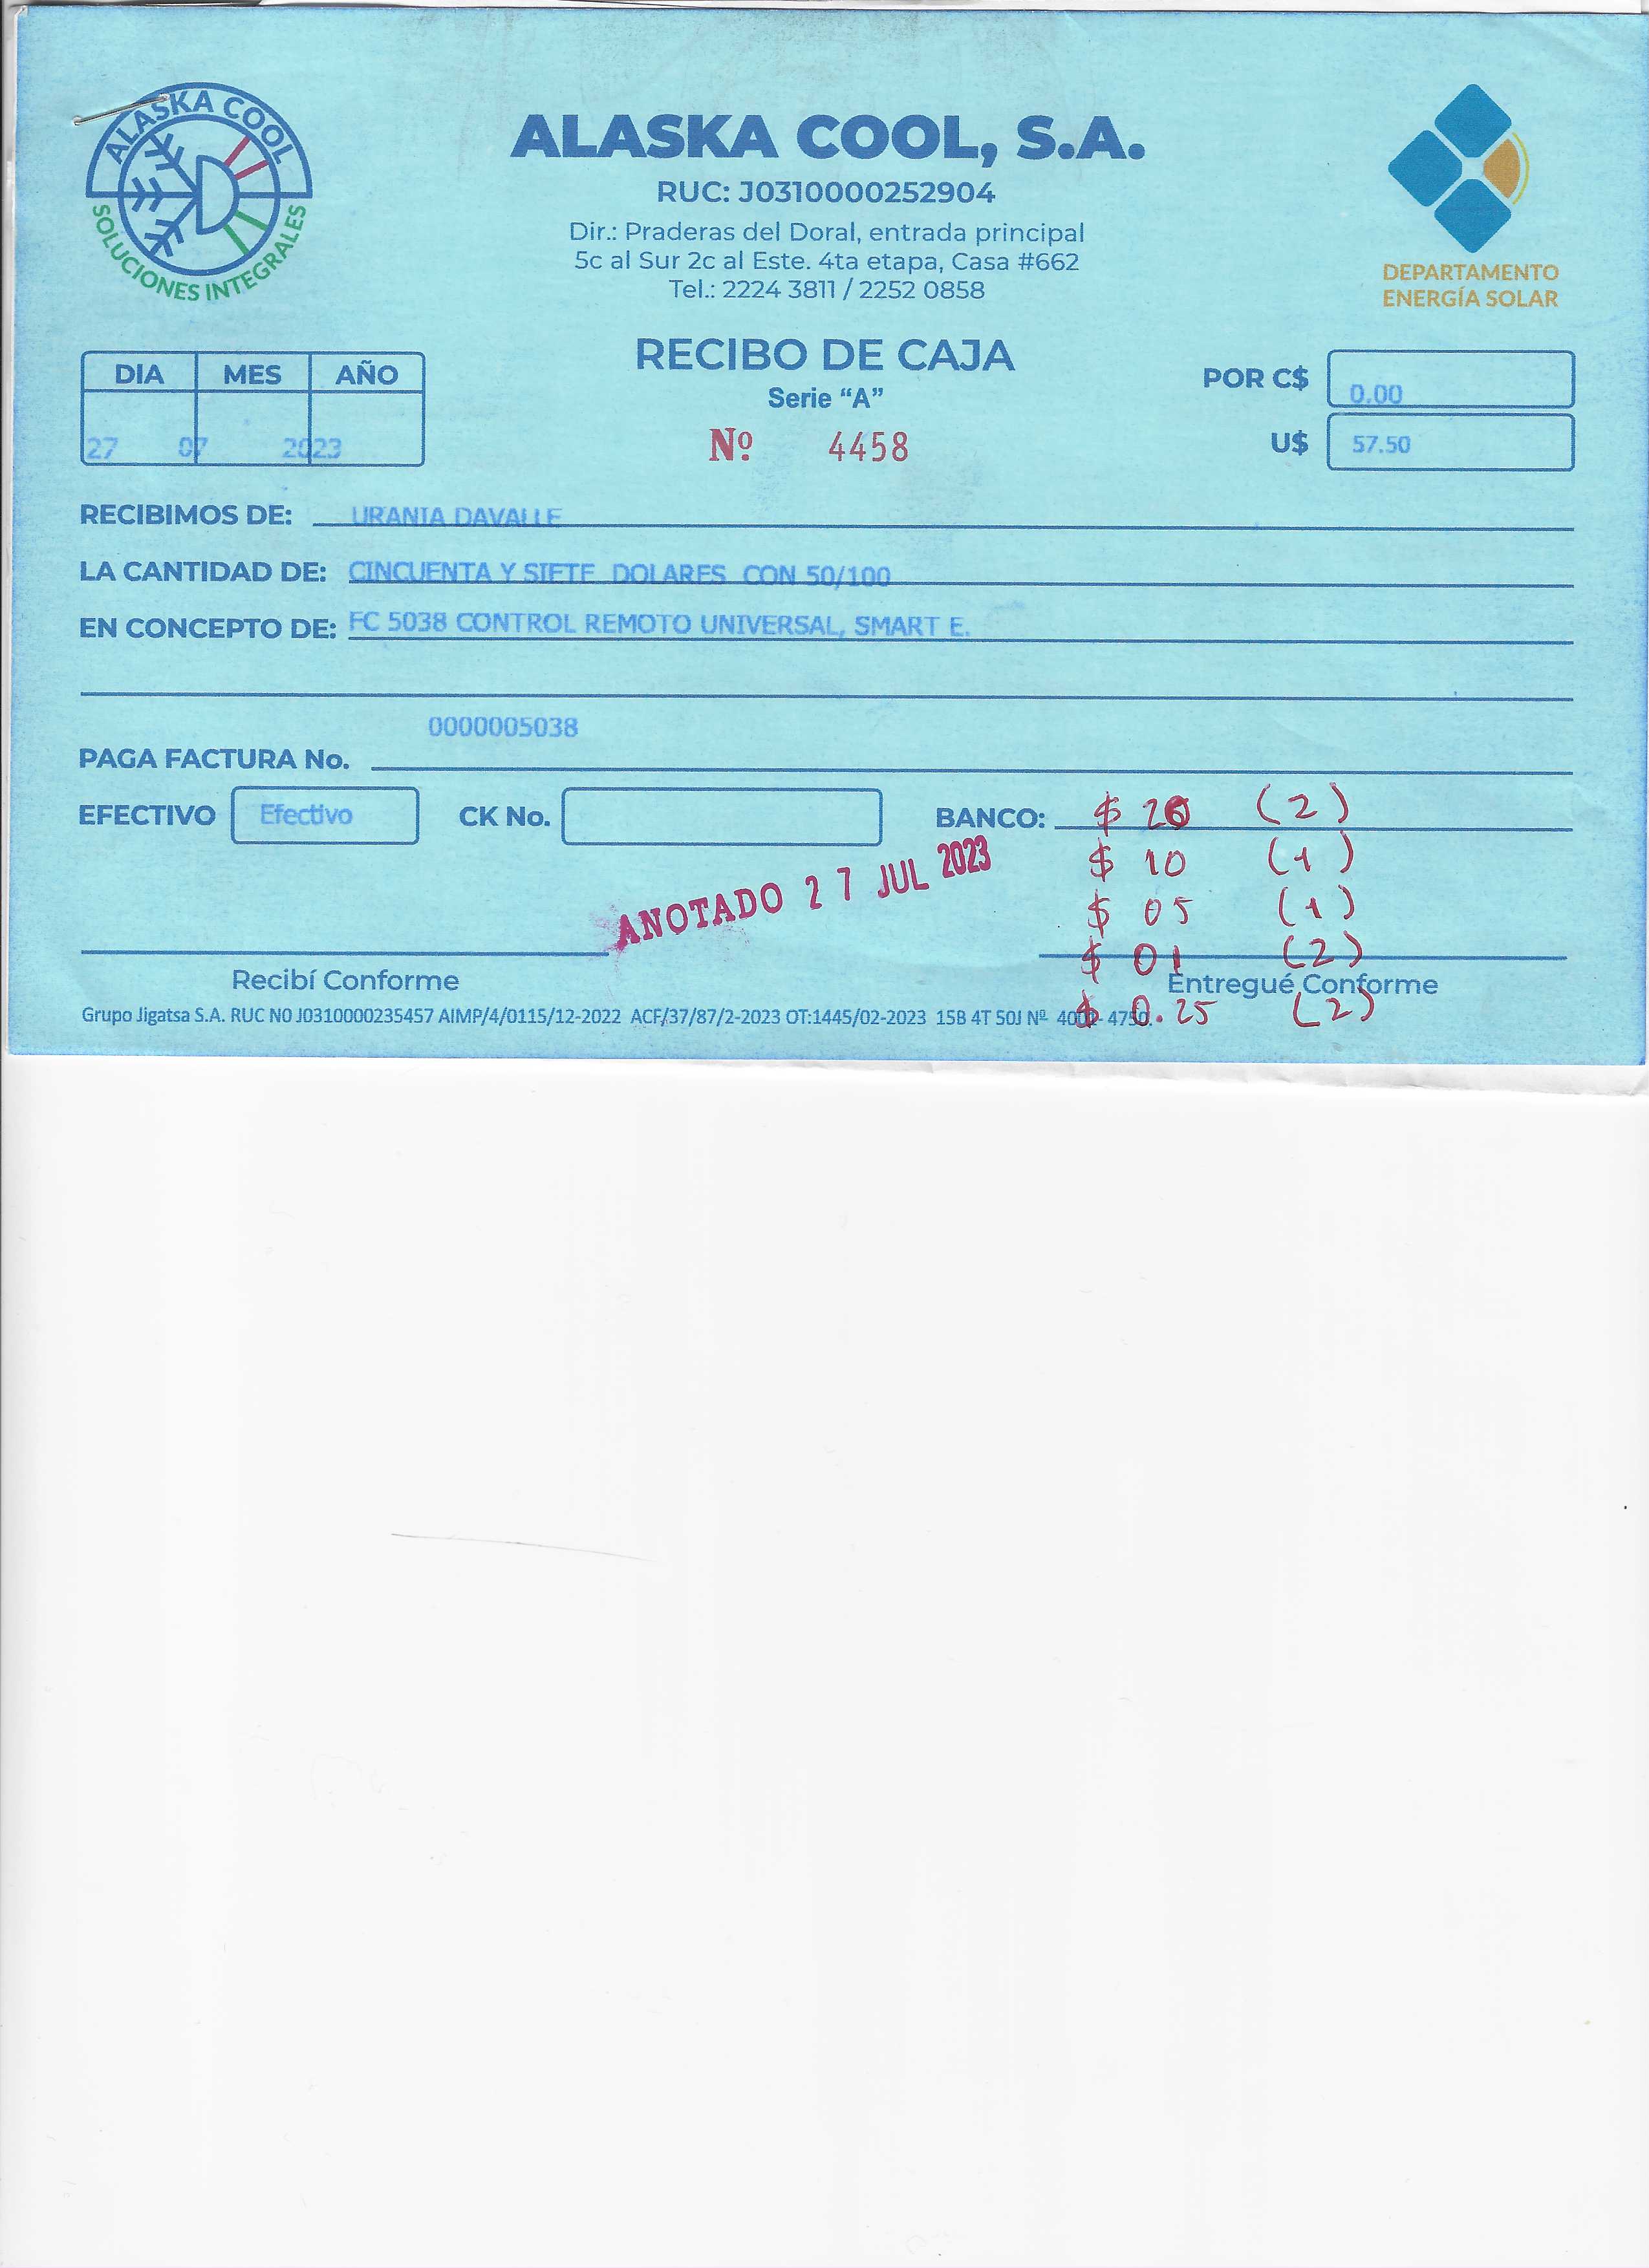 ALASKA COOL
SOLUCIONES INTEGRALES
ALASKA COOL, S.A.
RUC: J0310000252904
Dir.: Praderas del Doral, entrada principal
5c al Sur 2c al Este. 4ta etapa, Casa #662
Tel.: 2224 3811 / 2252 0858
DEPARTAMENTO
ENERGÍA SOLAR
DIA MES AÑO
27 07 2023
RECIBO DE CAJA
Serie “A”
Nº 4458
POR C$ 0.00
U$ 57.50
RECIBIMOS DE: URANIA DAVALLE
LA CANTIDAD DE: CINCUENTA Y SIETE DOLARES CON 50/100
EN CONCEPTO DE: FC 5038 CONTROL REMOTO UNIVERSAL, SMART E.
0000005038
PAGA FACTURA No.
EFECTIVO Efectivo CK No. BANCO: $ 20 (2)
$ 10 (1)
ANOTADO 27 JUL 2023
$ 05 (1)
$ 01 (2)
Recibí Conforme Entregué Conforme
$ 0.25 (2)
Grupo Jigatsa S.A. RUC N0 J0310000235457 AIMP/4/0115/12-2022 ACF/37/87/2-2023 OT:1445/02-2023 15B 4T 50J Nº 4750.